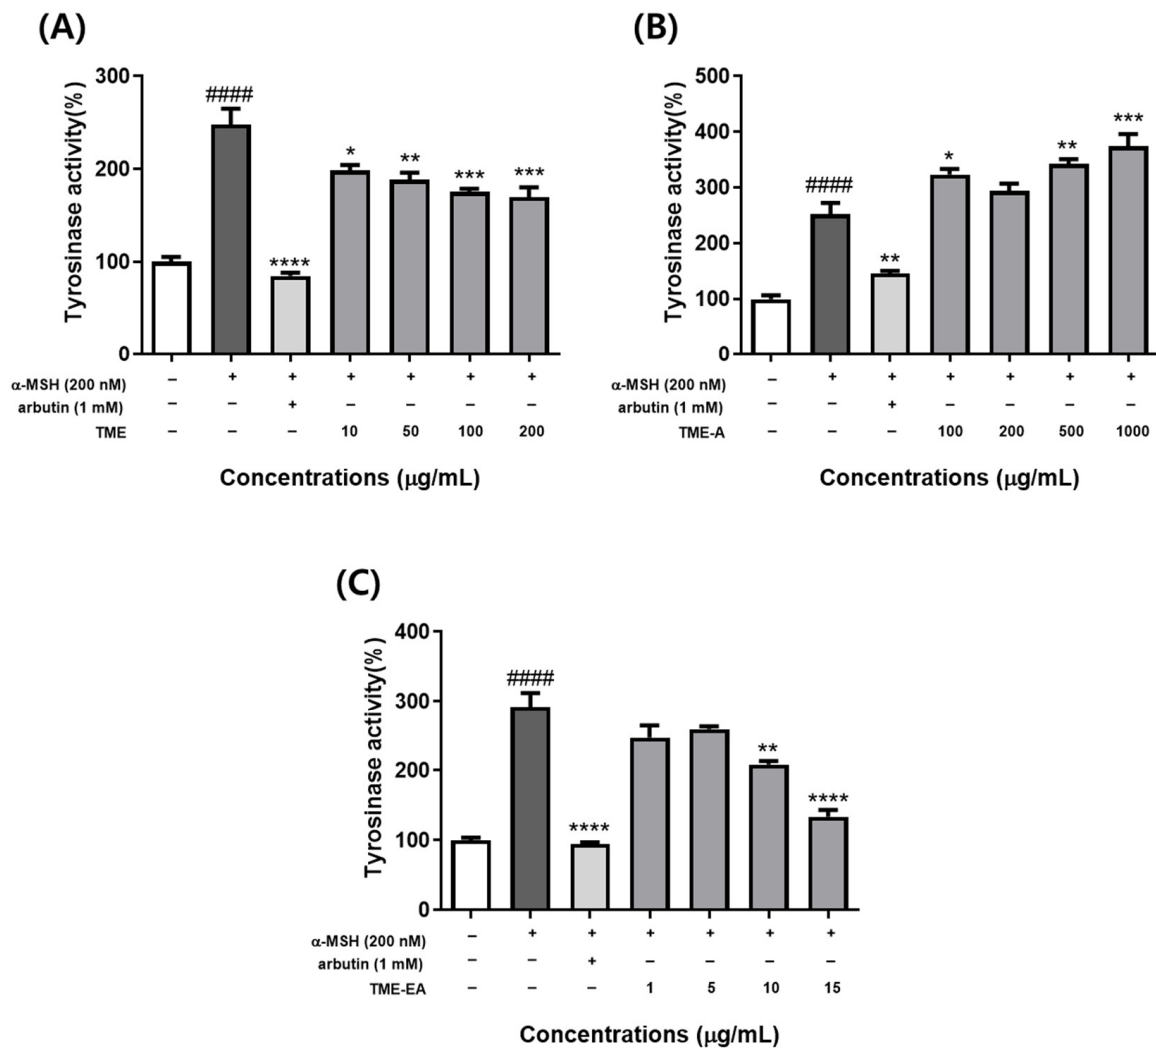 (A)
Tyrosinase activity(%)
300
200
100
0
####
****
*
**
***
***
α-MSH (200 nM) – + + + + + +
arbutin (1 mM) – – + – – – –
TME – – – 10 50 100 200
Concentrations (μg/mL)
(B)
Tyrosinase activity(%)
500
400
300
200
100
0
####
**
*
**
***
α-MSH (200 nM) – + + + + + +
arbutin (1 mM) – – + – – – –
TME-A – – – 100 200 500 1000
Concentrations (μg/mL)
(C)
Tyrosinase activity(%)
400
300
200
100
0
####
****
**
****
α-MSH (200 nM) – + + + + + +
arbutin (1 mM) – – + – – – –
TME-EA – – – 1 5 10 15
Concentrations (μg/mL)